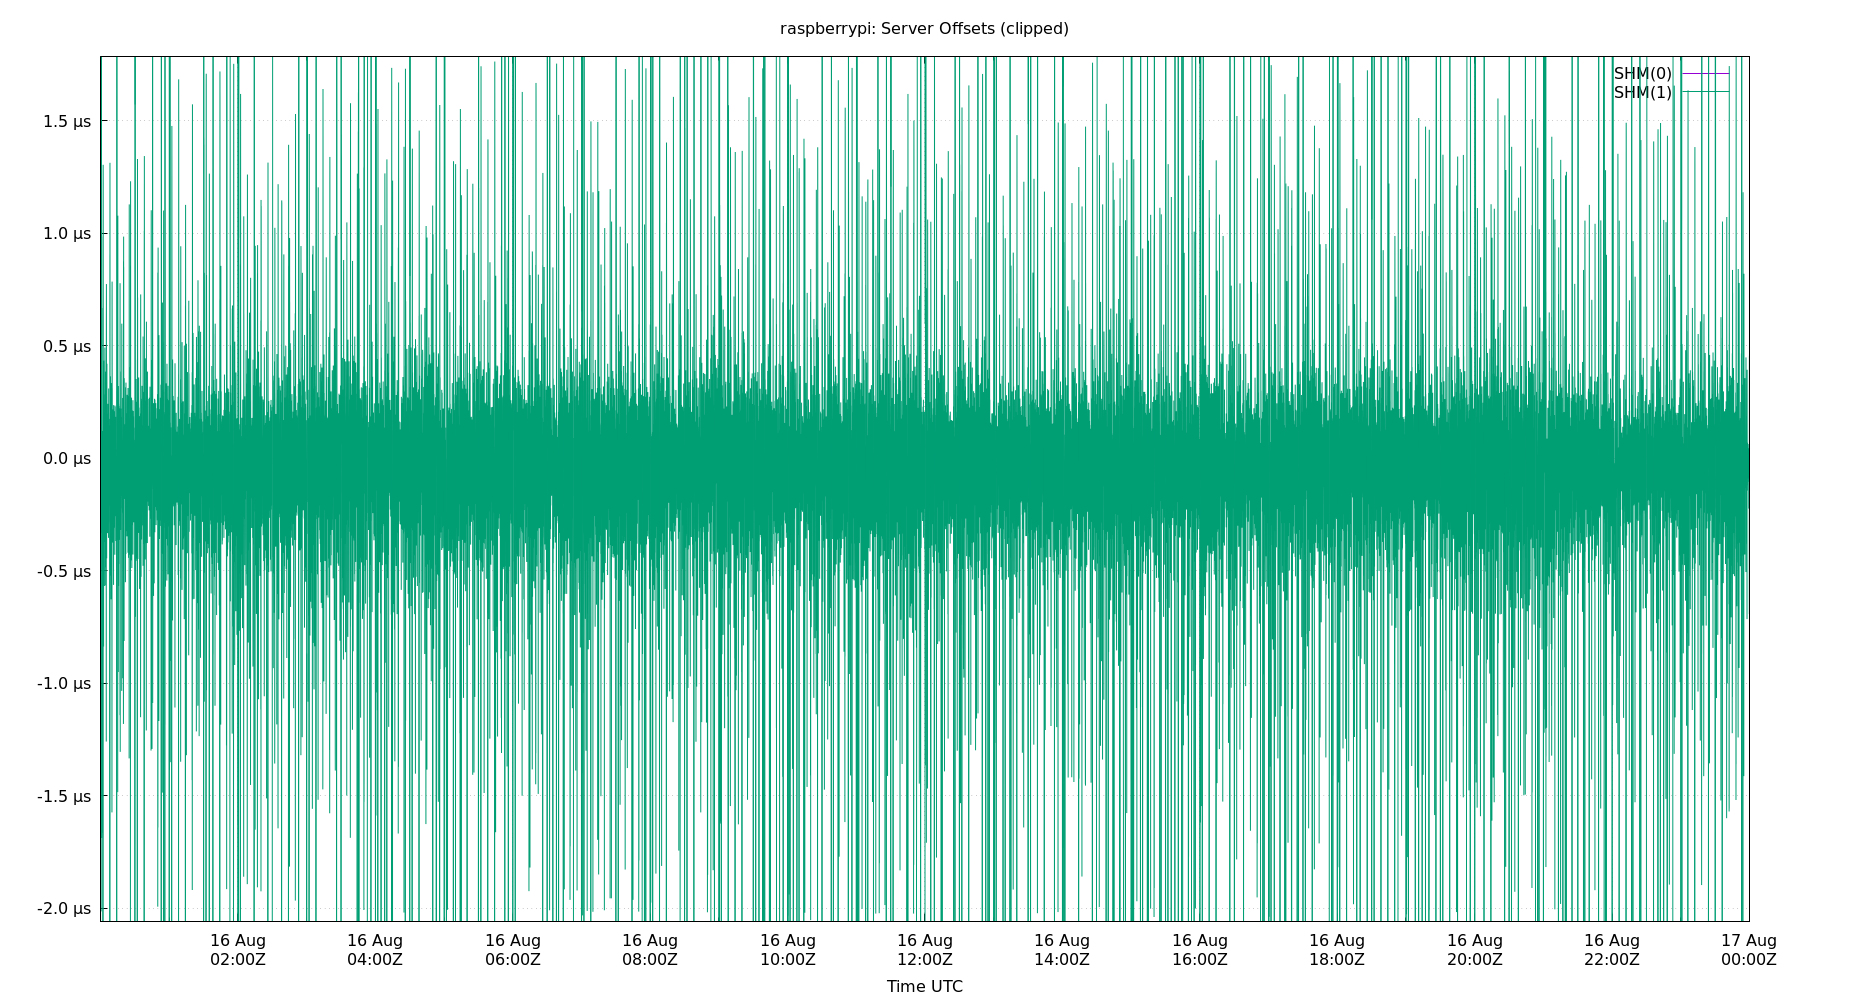 raspberrypi: Server Offsets (clipped)
SHM(0)
SHM(1)
1.5 µs
1.0 µs
0.5 µs
0.0 µs
-0.5 µs
-1.0 µs
-1.5 µs
-2.0 µs
16 Aug 16 Aug 16 Aug 16 Aug 16 Aug 16 Aug 16 Aug 16 Aug 16 Aug 16 Aug 16 Aug 17 Aug
02:00Z 04:00Z 06:00Z 08:00Z 10:00Z 12:00Z 14:00Z 16:00Z 18:00Z 20:00Z 22:00Z 00:00Z
Time UTC